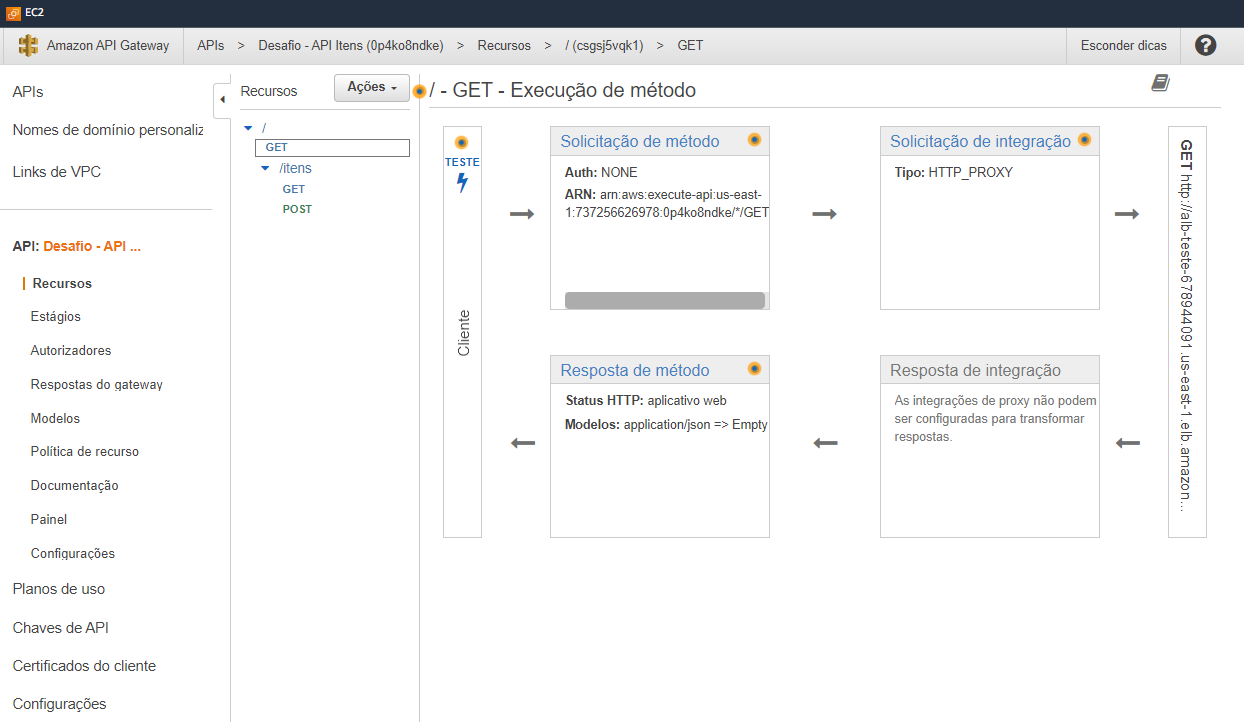 EC2
Amazon API Gateway
APIs > Desafio - API Itens (0p4ko8ndke) > Recursos > / (csgsj5vqk1) > GET
Esconder dicas
?
APIs
Nomes de domínio personaliz
Links de VPC
API: Desafio - API ...
Recursos
Estágios
Autorizadores
Respostas do gateway
Modelos
Política de recurso
Documentação
Painel
Configurações
Planos de uso
Chaves de API
Certificados do cliente
Configurações
Recursos
Ações
/
GET
/itens
GET
POST
/ - GET - Execução de método
TESTE
Cliente
Solicitação de método
Auth: NONE
ARN: arn:aws:execute-api:us-east-
1:737256626978:0p4ko8ndke/*/GET
Solicitação de integração
Tipo: HTTP_PROXY
GET http://alb-teste-678944091.us-east-1.elb.amazon...
Resposta de método
Status HTTP: aplicativo web
Modelos: application/json => Empty
Resposta de integração
As integrações de proxy não podem
ser configuradas para transformar
respostas.